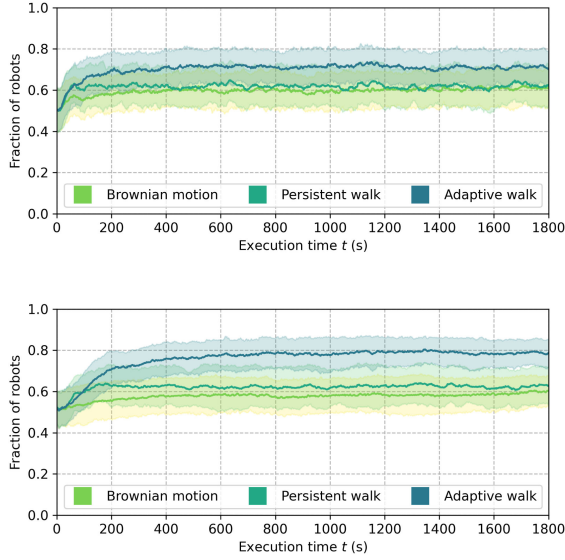 1.0
0.8
0.6
0.4
0.2
0.0
Fraction of robots
Brownian motion Persistent walk Adaptive walk
0 200 400 600 800 1000 1200 1400 1600 1800
Execution time t (s)
1.0
0.8
0.6
0.4
0.2
0.0
Fraction of robots
Brownian motion Persistent walk Adaptive walk
0 200 400 600 800 1000 1200 1400 1600 1800
Execution time t (s)